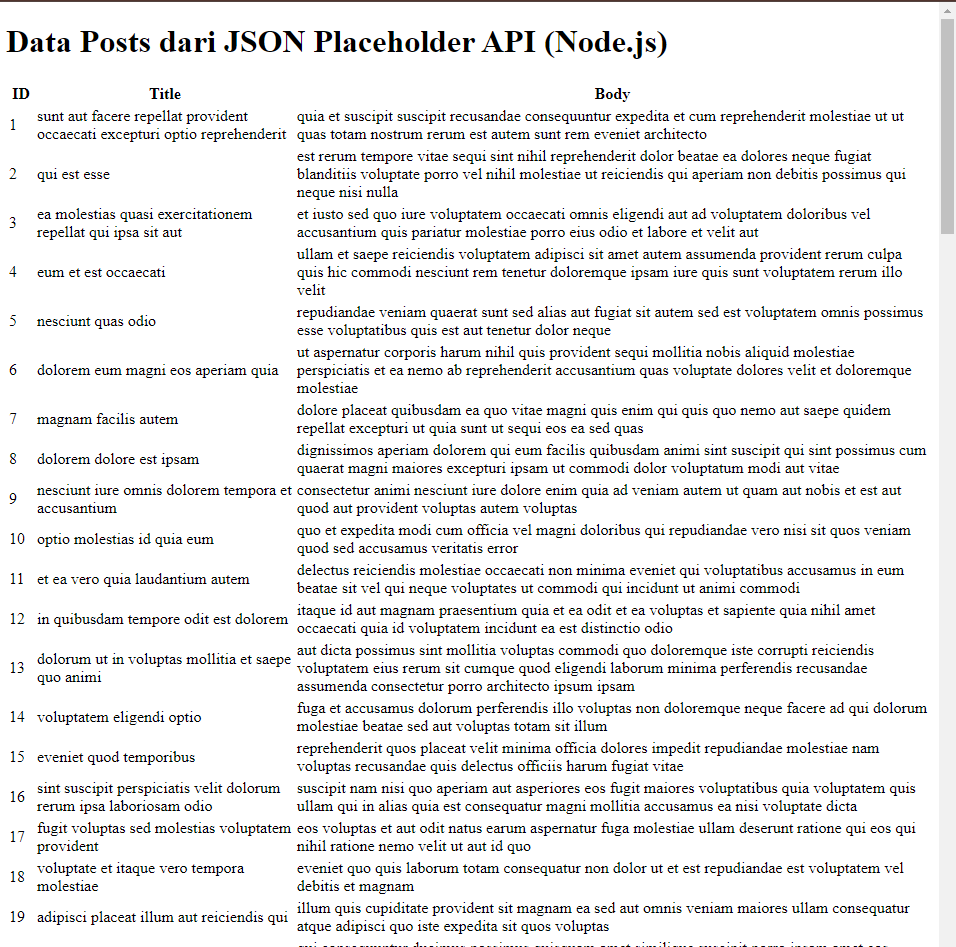 Data Posts dari JSON Placeholder API (Node.js)
ID Title Body
1 sunt aut facere repellat provident occaecati excepturi optio reprehenderit quia et suscipit suscipit recusandae consequuntur expedita et cum reprehenderit molestiae ut ut
quas totam nostrum rerum est autem sunt rem eveniet architecto
2 qui est esse est rerum tempore vitae sequi sint nihil reprehenderit dolor beatae ea dolores neque fugiat
blanditiis voluptate porro vel nihil molestiae ut reiciendis qui aperiam non debitis possimus qui
neque nisi nulla
3 ea molestias quasi exercitationem repellat qui ipsa sit aut et iusto sed quo iure voluptatem occaecati omnis eligendi aut ad voluptatem doloribus vel
accusantium quis pariatur molestiae porro eius odio et labore et velit aut
4 eum et est occaecati ullam et saepe reiciendis voluptatem adipisci sit amet autem assumenda provident rerum culpa
quis hic commodi nesciunt rem tenetur doloremque ipsam iure quis sunt voluptatem rerum illo
velit
5 nesciunt quas odio repudiandae veniam quaerat sunt sed alias aut fugiat sit autem sed est voluptatem omnis possimus
esse voluptatibus quis est aut tenetur dolor neque
6 dolorem eum magni eos aperiam quia ut aspernatur corporis harum nihil quis provident sequi mollitia nobis aliquid molestiae
perspiciatis et ea nemo ab reprehenderit accusantium quas voluptate dolores velit et doloremque
molestiae
7 magnam facilis autem dolore placeat quibusdam ea quo vitae magni quis enim qui quis quo nemo aut saepe quidem
repellat excepturi ut quia sunt ut sequi eos ea sed quas
8 dolorem dolore est ipsam dignissimos aperiam dolorem qui eum facilis quibusdam animi sint suscipit qui sint possimus cum
quaerat magni maiores excepturi ipsam ut commodi dolor voluptatum modi aut vitae
9 nesciunt iure omnis dolorem tempora et accusantium consectetur animi nesciunt iure dolore enim quia ad veniam autem ut quam aut nobis et est aut
quod aut provident voluptas autem voluptas
10 optio molestias id quia eum quo et expedita modi cum officia vel magni doloribus qui repudiandae vero nisi sit quos veniam
quod sed accusamus veritatis error
11 et ea vero quia laudantium autem delectus reiciendis molestiae occaecati non minima eveniet qui voluptatibus accusamus in eum
beatae sit vel qui neque voluptates ut commodi qui incidunt ut animi commodi
12 in quibusdam tempore odit est dolorem itaque id aut magnam praesentium quia et ea odit et ea voluptas et sapiente quia nihil amet
occaecati quia id voluptatem incidunt ea est distinctio odio
13 dolorum ut in voluptas mollitia et saepe quo animi aut dicta possimus sint mollitia voluptas commodi quo doloremque iste corrupti reiciendis
voluptatem eius rerum sit cumque quod eligendi laborum minima perferendis recusandae
assumenda consectetur porro architecto ipsum ipsam
14 voluptatem eligendi optio fuga et accusamus dolorum perferendis illo voluptas non doloremque neque facere ad qui dolorum
molestiae beatae sed aut voluptas totam sit illum
15 eveniet quod temporibus reprehenderit quos placeat velit minima officia dolores impedit repudiandae molestiae nam
voluptas recusandae quis delectus officiis harum fugiat vitae
16 sint suscipit perspiciatis velit dolorum rerum ipsa laboriosam odio suscipit nam nisi quo aperiam aut asperiores eos fugit maiores voluptatibus quia voluptatem quis
ullam qui in alias quia est consequatur magni mollitia accusamus ea nisi voluptate dicta
17 fugit voluptas sed molestias voluptatem provident eos voluptas et aut odit natus earum aspernatur fuga molestiae ullam deserunt ratione qui eos qui
nihil ratione nemo velit ut aut id quo
18 voluptate et itaque vero tempora molestiae eveniet quo quis laborum totam consequatur non dolor ut et est repudiandae est voluptatem vel
debitis et magnam
19 adipisci placeat illum aut reiciendis qui illum quis cupiditate provident sit magnam ea sed aut omnis veniam maiores ullam consequatur
atque adipisci quo iste expedita sit quos voluptas